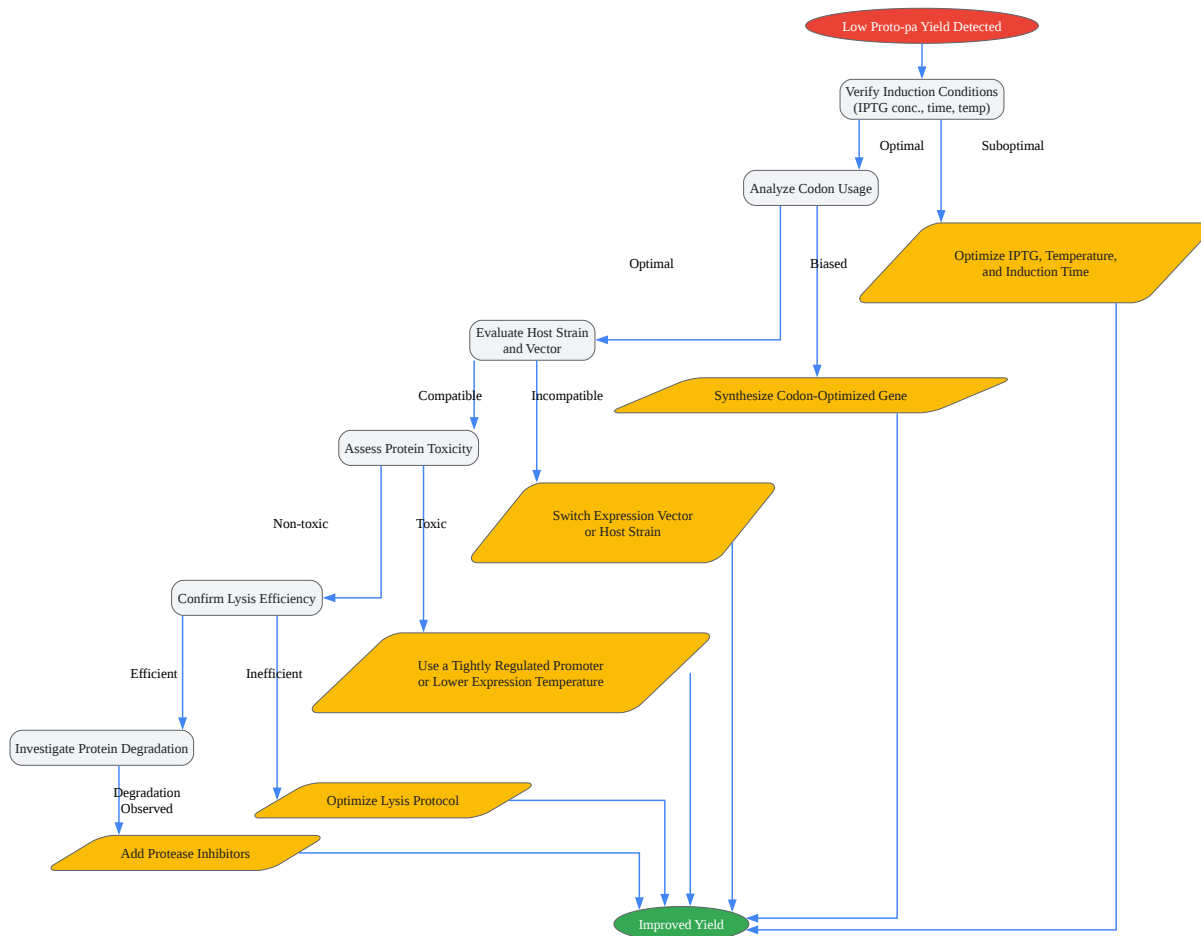 Low Proto-pa Yield Detected
Verify Induction Conditions
(IPTG conc., time, temp)
Optimal
Suboptimal
Analyze Codon Usage
Optimize IPTG, Temperature,
and Induction Time
Optimal
Biased
Evaluate Host Strain
and Vector
Compatible
Incompatible
Synthesize Codon-Optimized Gene
Assess Protein Toxicity
Non-toxic
Toxic
Switch Expression Vector
or Host Strain
Confirm Lysis Efficiency
Efficient
Inefficient
Use a Tightly Regulated Promoter
or Lower Expression Temperature
Investigate Protein Degradation
Degradation
Observed
Optimize Lysis Protocol
Add Protease Inhibitors
Improved Yield